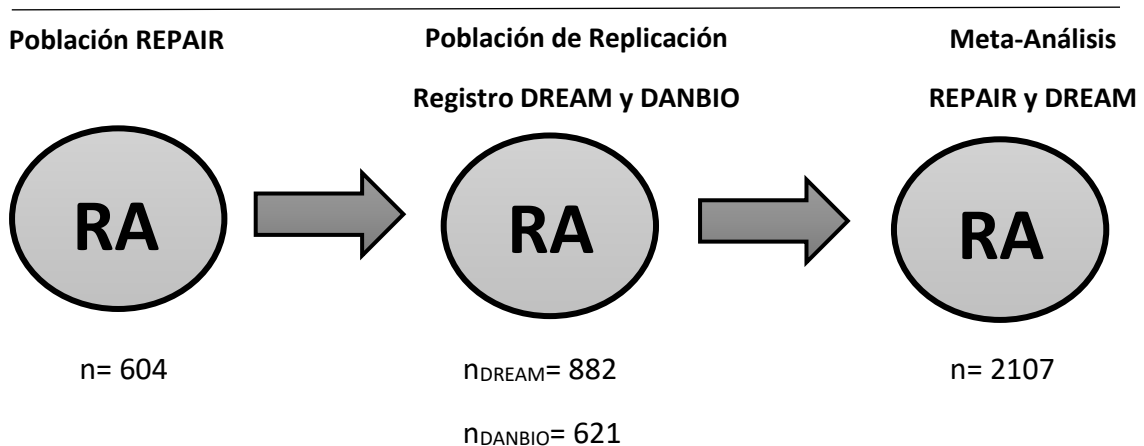 Población REPAIR
Población de Replicación
Registro DREAM y DANBIO
Meta-Análisis
REPAIR y DREAM
RA
RA
RA
n= 604
nDREAM= 882
nDANBIO= 621
n= 2107